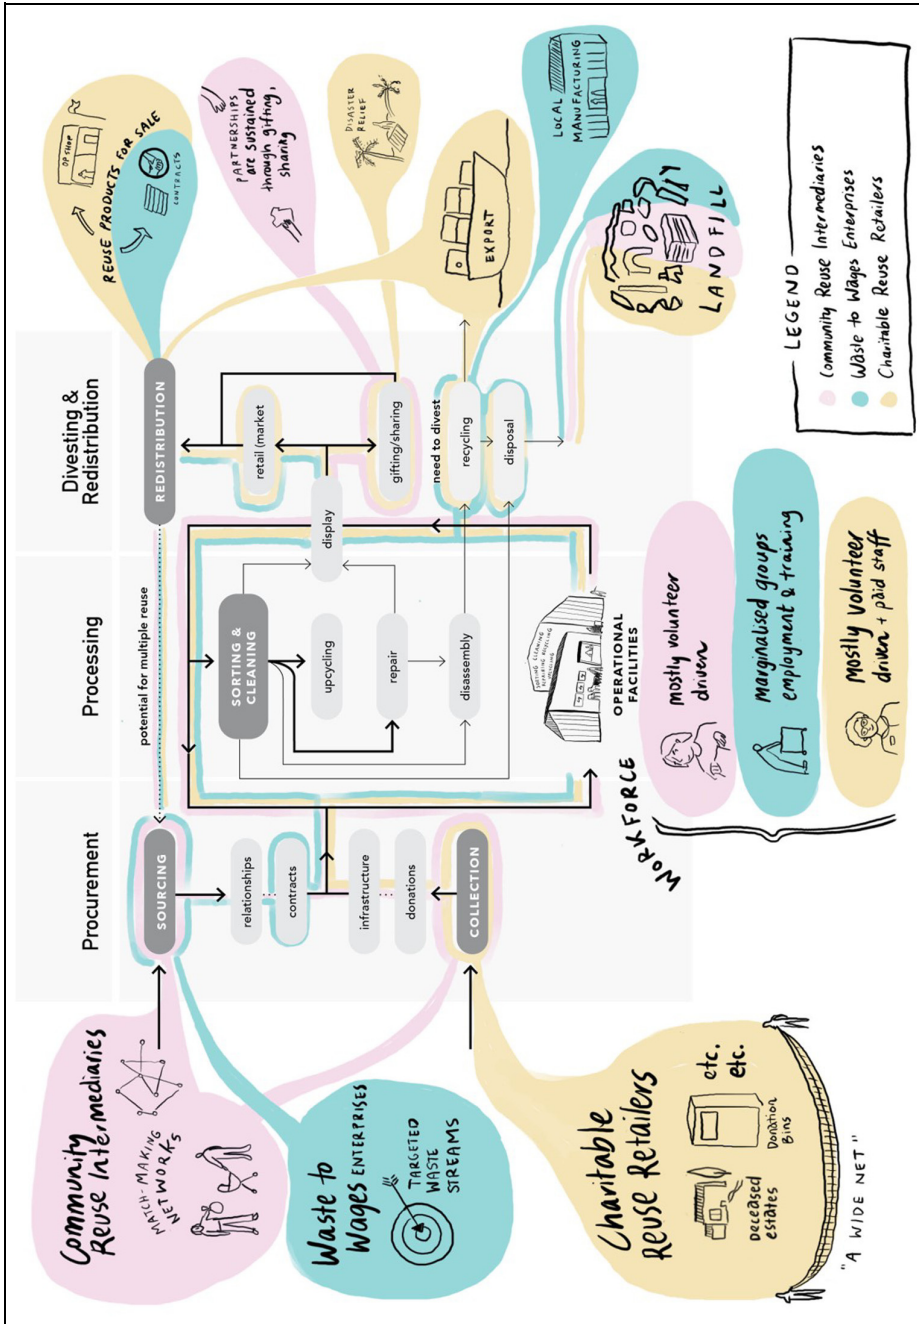 Community
Reuse Intermediaries
MATCH-MAKING
NETWORKS
Waste to
Wages ENTERPRISES
TARGETED
WASTE
STREAMS
Charitable
Reuse Retailers
Deceased
estates
Donation
Bins
etc.
etc.
"A WIDE NET"
Procurement
Processing
Divesting &
Redistribution
SOURCING
potential for multiple reuse
REDISTRIBUTION
relationships
contracts
infrastructure
donations
COLLECTION
SORTING &
CLEANING
upcycling
repair
disassembly
display
retail (market
gifting/sharing
need to divest
recycling
disposal
SORTING CLEANING
REPAIRING RECYCLING
UPCYCLING
OPERATIONAL
FACILITIES
OP SHOP
REUSE PRODUCTS FOR SALE
CONTRACTS
PARTNERSHIPS
are sustained
through gifting,
sharing
DISASTER
RELIEF
EXPORT
LOCAL
MANUFACTURING
LANDFILL
WORKFORCE
mostly volunteer
driven
marginalised groups
employment & training
mostly volunteer
driven + paid staff
LEGEND
Community Reuse Intermediaries
Waste to Wages Enterprises
Charitable Reuse Retailers